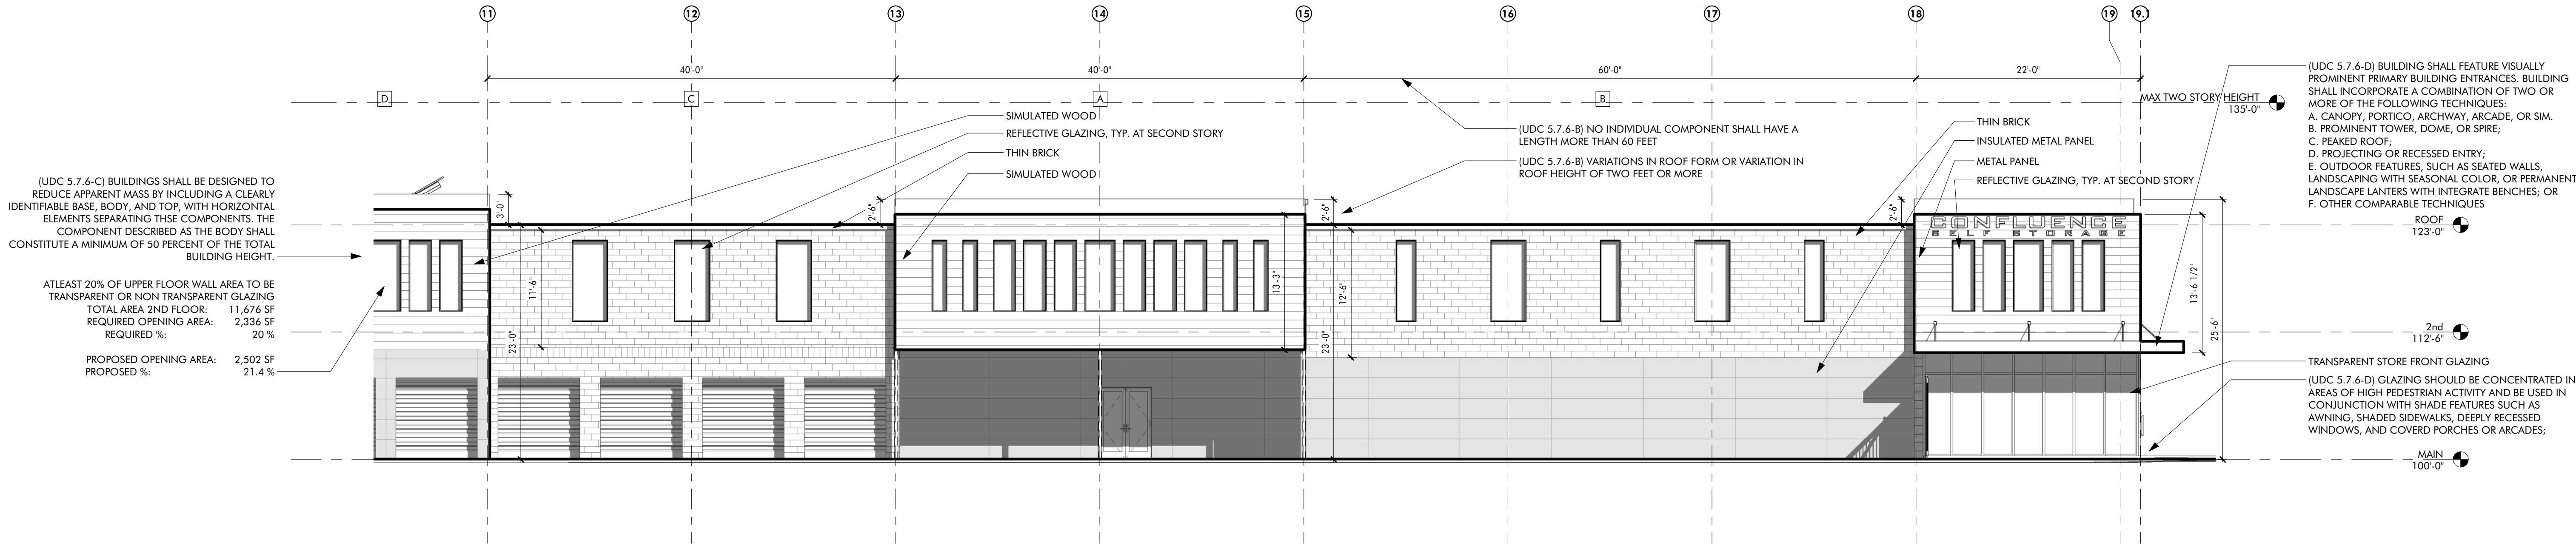 11
12
13
14
15
16
17
18
19
19.1
40'-0"
40'-0"
60'-0"
22'-0"
D
C
A
B
MAX TWO STORY HEIGHT
135'-0"
(UDC 5.7.6-C) BUILDINGS SHALL BE DESIGNED TO
REDUCE APPARENT MASS BY INCLUDING A CLEARLY
IDENTIFIABLE BASE, BODY, AND TOP, WITH HORIZONTAL
ELEMENTS SEPARATING THSE COMPONENTS. THE
COMPONENT DESCRIBED AS THE BODY SHALL
CONSTITUTE A MINIMUM OF 50 PERCENT OF THE TOTAL
BUILDING HEIGHT.
ATLEAST 20% OF UPPER FLOOR WALL AREA TO BE
TRANSPARENT OR NON TRANSPARENT GLAZING
TOTAL AREA 2ND FLOOR: 11,676 SF
REQUIRED OPENING AREA: 2,336 SF
REQUIRED %: 20 %
PROPOSED OPENING AREA: 2,502 SF
PROPOSED %: 21.4 %
SIMULATED WOOD
REFLECTIVE GLAZING, TYP. AT SECOND STORY
THIN BRICK
SIMULATED WOOD
(UDC 5.7.6-B) NO INDIVIDUAL COMPONENT SHALL HAVE A
LENGTH MORE THAN 60 FEET
(UDC 5.7.6-B) VARIATIONS IN ROOF FORM OR VARIATION IN
ROOF HEIGHT OF TWO FEET OR MORE
THIN BRICK
INSULATED METAL PANEL
METAL PANEL
REFLECTIVE GLAZING, TYP. AT SECOND STORY
(UDC 5.7.6-D) BUILDING SHALL FEATURE VISUALLY
PROMINENT PRIMARY BUILDING ENTRANCES. BUILDING
SHALL INCORPORATE A COMBINATION OF TWO OR
MORE OF THE FOLLOWING TECHNIQUES:
A. CANOPY, PORTICO, ARCHWAY, ARCADE, OR SIM.
B. PROMINENT TOWER, DOME, OR SPIRE;
C. PEAKED ROOF;
D. PROJECTING OR RECESSED ENTRY;
E. OUTDOOR FEATURES, SUCH AS SEATED WALLS,
LANDSCAPING WITH SEASONAL COLOR, OR PERMANENT
LANDSCAPE LANTERS WITH INTEGRATE BENCHES; OR
F. OTHER COMPARABLE TECHNIQUES
3'-0"
2'-6"
2'-6"
2'-6"
CONFLUENCE
SELF STORAGE
ROOF
123'-0"
11'-6"
23'-0"
13'-3"
12'-6"
23'-0"
13'-6 1/2"
25'-6"
2nd
112'-6"
TRANSPARENT STORE FRONT GLAZING
(UDC 5.7.6-D) GLAZING SHOULD BE CONCENTRATED IN
AREAS OF HIGH PEDESTRIAN ACTIVITY AND BE USED IN
CONJUNCTION WITH SHADE FEATURES SUCH AS
AWNING, SHADED SIDEWALKS, DEEPLY RECESSED
WINDOWS, AND COVERD PORCHES OR ARCADES;
MAIN
100'-0"